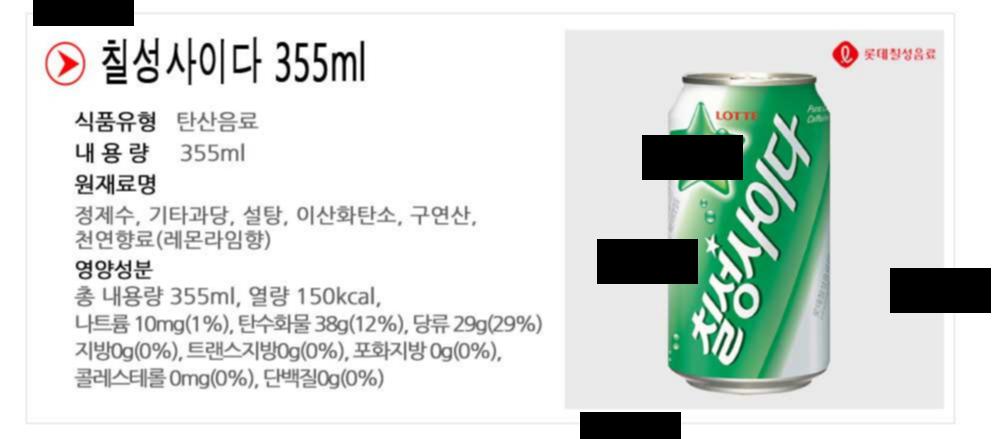 칠성사이다 355ml
식품유형 탄산음료
내 용 량 355ml
원재료명
정제수, 기타과당, 설탕, 이산화탄소, 구연산,
천연향료(레몬라임향)
영양성분
총 내용량 355ml, 열량 150kcal,
나트륨 10mg(1%), 탄수화물 38g(12%), 당류 29g(29%)
지방0g(0%), 트랜스지방0g(0%), 포화지방 0g(0%),
콜레스테롤 0mg(0%), 단백질0g(0%)
롯데칠성음료
LOTTE
칠성사이다